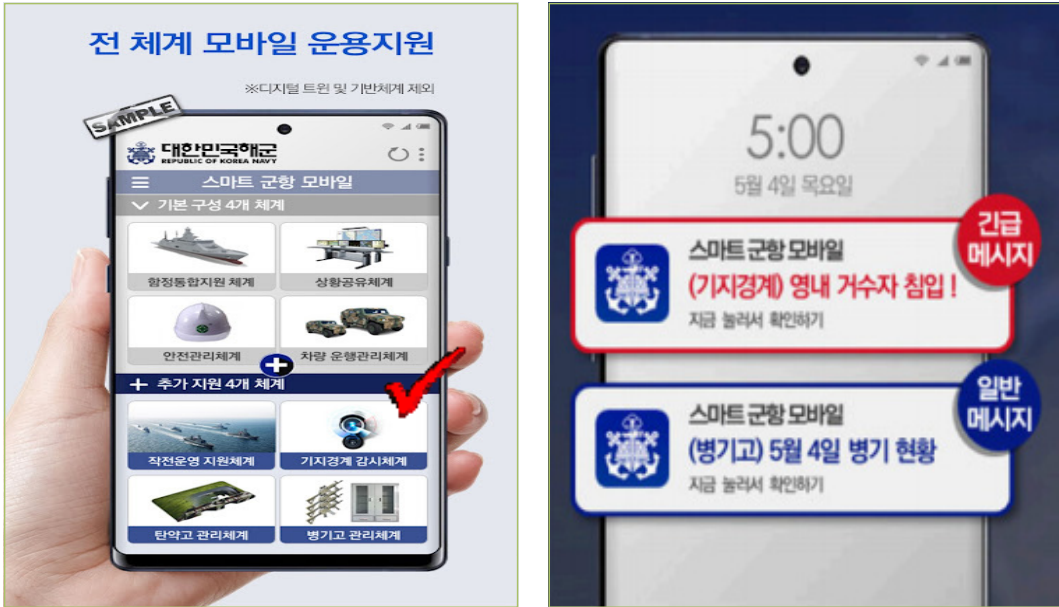 전 체계 모바일 운용지원
※디지털 트윈 및 기반체계 제외
SAMPLE
대한민국해군
REPUBLIC OF KOREA NAVY
스마트 군항 모바일
기본 구성 4개 체계
함정통합지원 체계
상황공유체계
안전관리체계
차량 운행관리체계
+ 추가 지원 4개 체계
작전운영 지원체계
기지경계 감시체계
탄약고 관리체계
병기고 관리체계
5:00
5월 4일 목요일
긴급
메시지
스마트 군항 모바일
(기지경계) 영내 거수자 침입 !
지금 눌러서 확인하기
일반
메시지
스마트 군항 모바일
(병기고) 5월 4일 병기 현황
지금 눌러서 확인하기